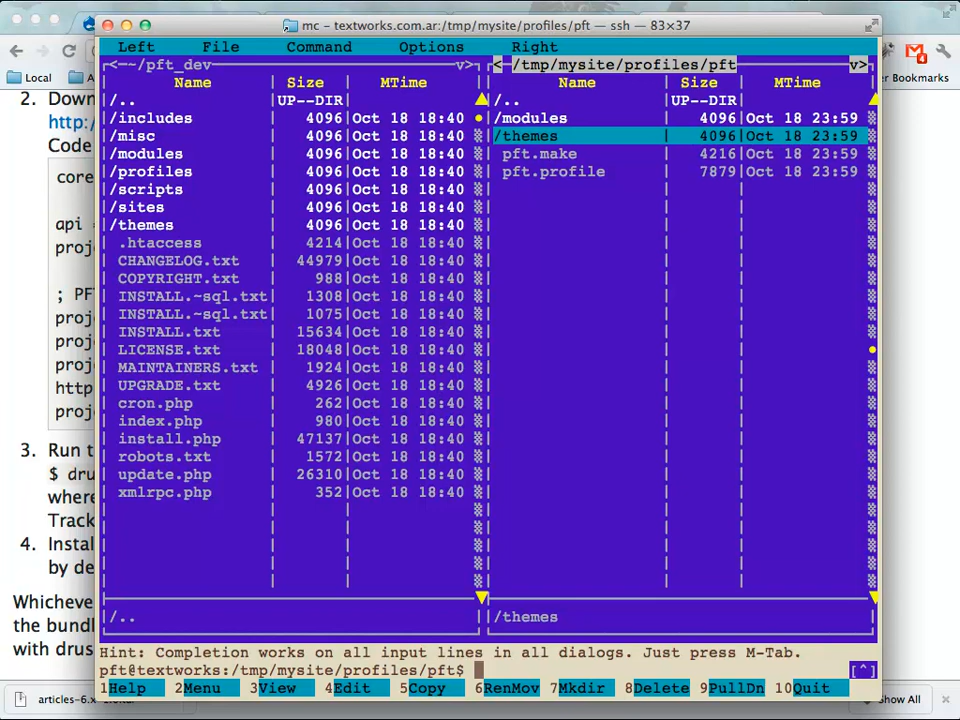 mc — textworks.com.ar:/tmp/mysite/profiles/pft — ssh — 83×37
Left File Command Options Right
<~/pft_dev v> < /tmp/mysite/profiles/pft v>
Name Size MTime Name Size MTime
/.. UP--DIR /.. UP--DIR
/includes 4096 Oct 18 18:40 /modules 4096 Oct 18 23:59
/misc 4096 Oct 18 18:40 /themes 4096 Oct 18 23:59
/modules 4096 Oct 18 18:40 pft.make 4216 Oct 18 23:59
/profiles 4096 Oct 18 18:40 pft.profile 7879 Oct 18 23:59
/scripts 4096 Oct 18 18:40
/sites 4096 Oct 18 18:40
/themes 4096 Oct 18 18:40
.htaccess 4214 Oct 18 18:40
CHANGELOG.txt 44979 Oct 18 18:40
COPYRIGHT.txt 988 Oct 18 18:40
INSTALL.~sql.txt 1308 Oct 18 18:40
INSTALL.~sql.txt 1075 Oct 18 18:40
INSTALL.txt 15634 Oct 18 18:40
LICENSE.txt 18048 Oct 18 18:40
MAINTAINERS.txt 1924 Oct 18 18:40
UPGRADE.txt 4926 Oct 18 18:40
cron.php 262 Oct 18 18:40
index.php 980 Oct 18 18:40
install.php 47137 Oct 18 18:40
robots.txt 1572 Oct 18 18:40
update.php 26310 Oct 18 18:40
xmlrpc.php 352 Oct 18 18:40
/.. /themes
Hint: Completion works on all input lines in all dialogs. Just press M-Tab.
pft@textworks:/tmp/mysite/profiles/pft$ [^]
1Help 2Menu 3View 4Edit 5Copy 6RenMov 7Mkdir 8Delete 9PullDn 10Quit
Local
Bookmarks
4
2. Down
http:/
Code
core
api =
proj
; PF
proj
proj
proj
http
proj
3. Run t
$ dru
where
Track
4. Instal
by de
Whicheve
the bundl
with drus
articles-6.x
Show All